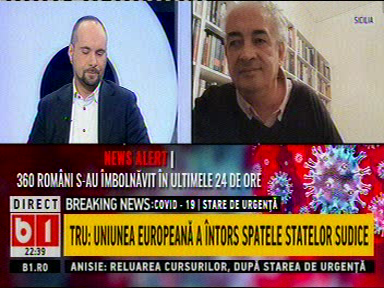 SICILIA
NEWS ALERT |
360 ROMÂNI S-AU ÎMBOLNĂVIT ÎN ULTIMELE 24 DE ORE
DIRECT
BREAKING NEWS: COVID - 19 | STARE DE URGENȚĂ
b1
22:39
TRU: UNIUNEA EUROPEANĂ A ÎNTORS SPATELE STATELOR SUDICE
B1.RO
ANISIE: RELUAREA CURSURILOR, DUPĂ STAREA DE URGENȚĂ